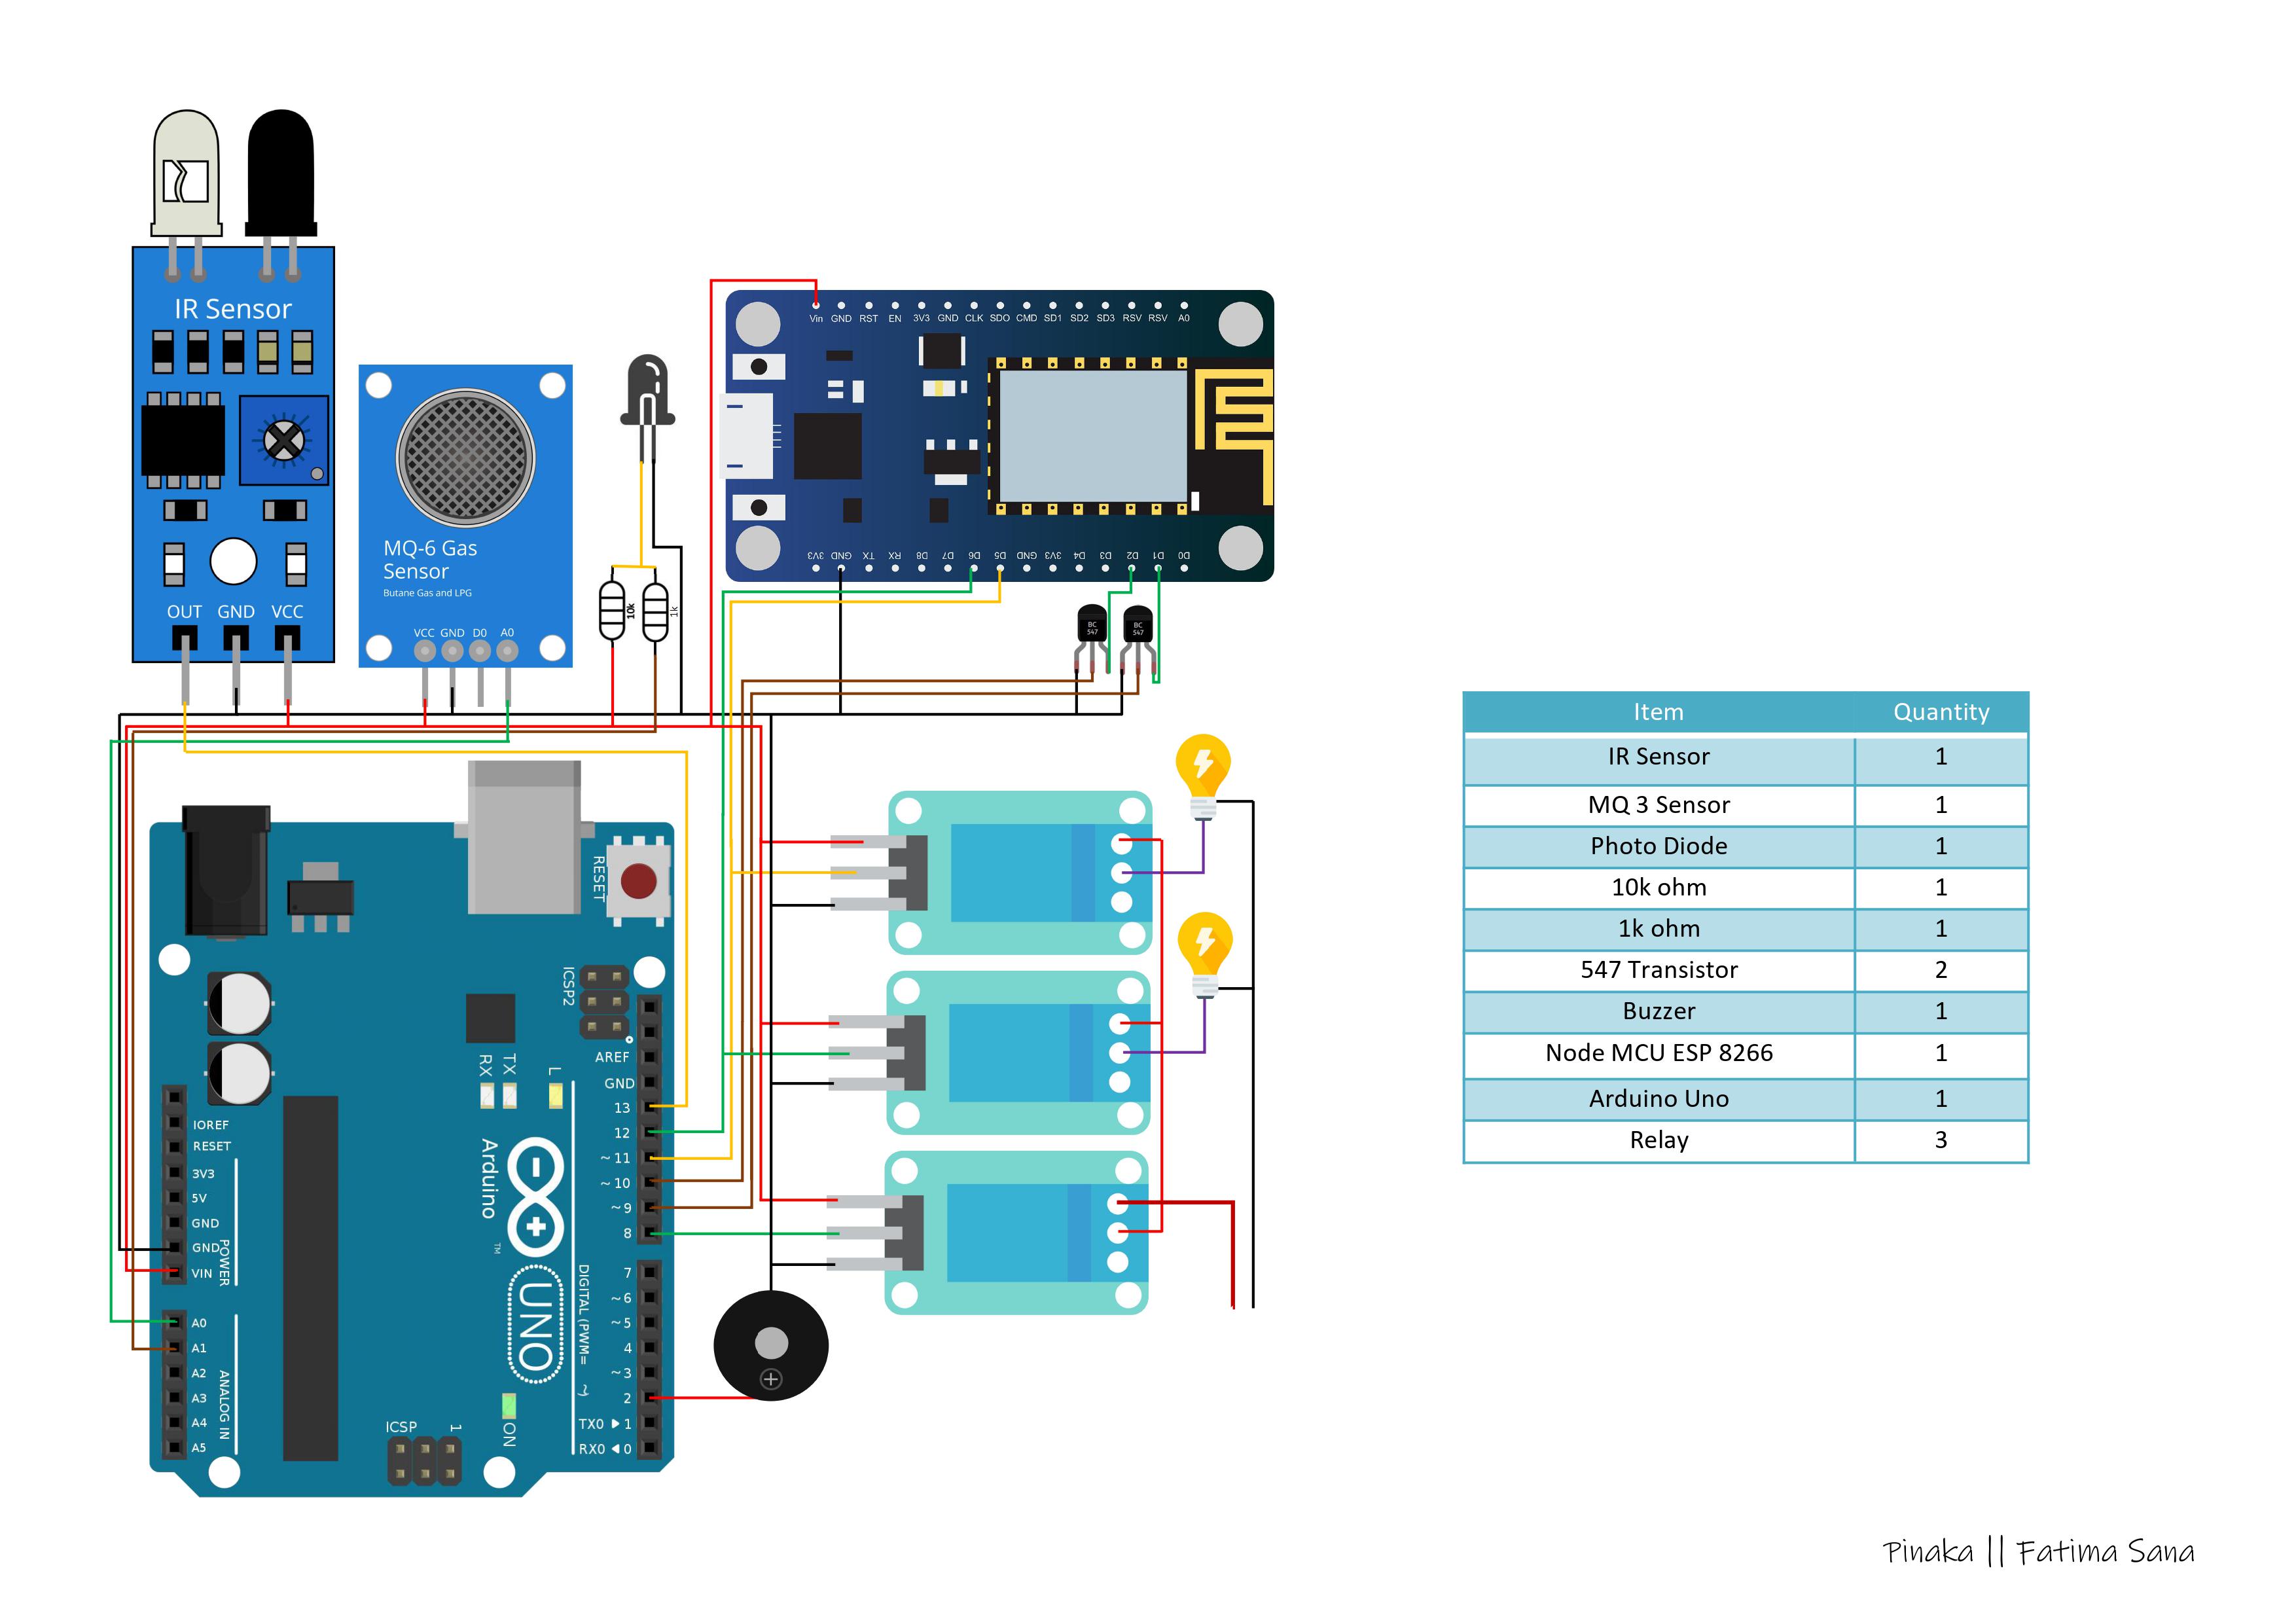 IR Sensor
OUT GND VCC
MQ-6 Gas
Sensor
Butane Gas and LPG
VCC GND D0 A0
10k
1k
Vin GND RST EN 3V3 GND CLK SDO CMD SD1 SD2 SD3 RSV RSV A0
3V3 GND TX RX D8 D7 D6 D5 GND 3V3 D4 D3 D2 D1 D0
BC
547
BC
547
RESET
ICSP2
AREF
GND
13
12
~ 11
~ 10
~ 9
8
7
~ 6
~ 5
4
~ 3
2
TX0 ▶ 1
RX0 ◀ 0
RX
TX
L
Arduino
TM
UNO
DIGITAL (PWM= ~)
ON
ICSP
1
IOREF
RESET
3V3
5V
GND
GND
VIN
POWER
A0
A1
A2
A3
A4
A5
ANALOG IN
Item Quantity
IR Sensor 1
MQ 3 Sensor 1
Photo Diode 1
10k ohm 1
1k ohm 1
547 Transistor 2
Buzzer 1
Node MCU ESP 8266 1
Arduino Uno 1
Relay 3
Pinaka || Fatima Sana